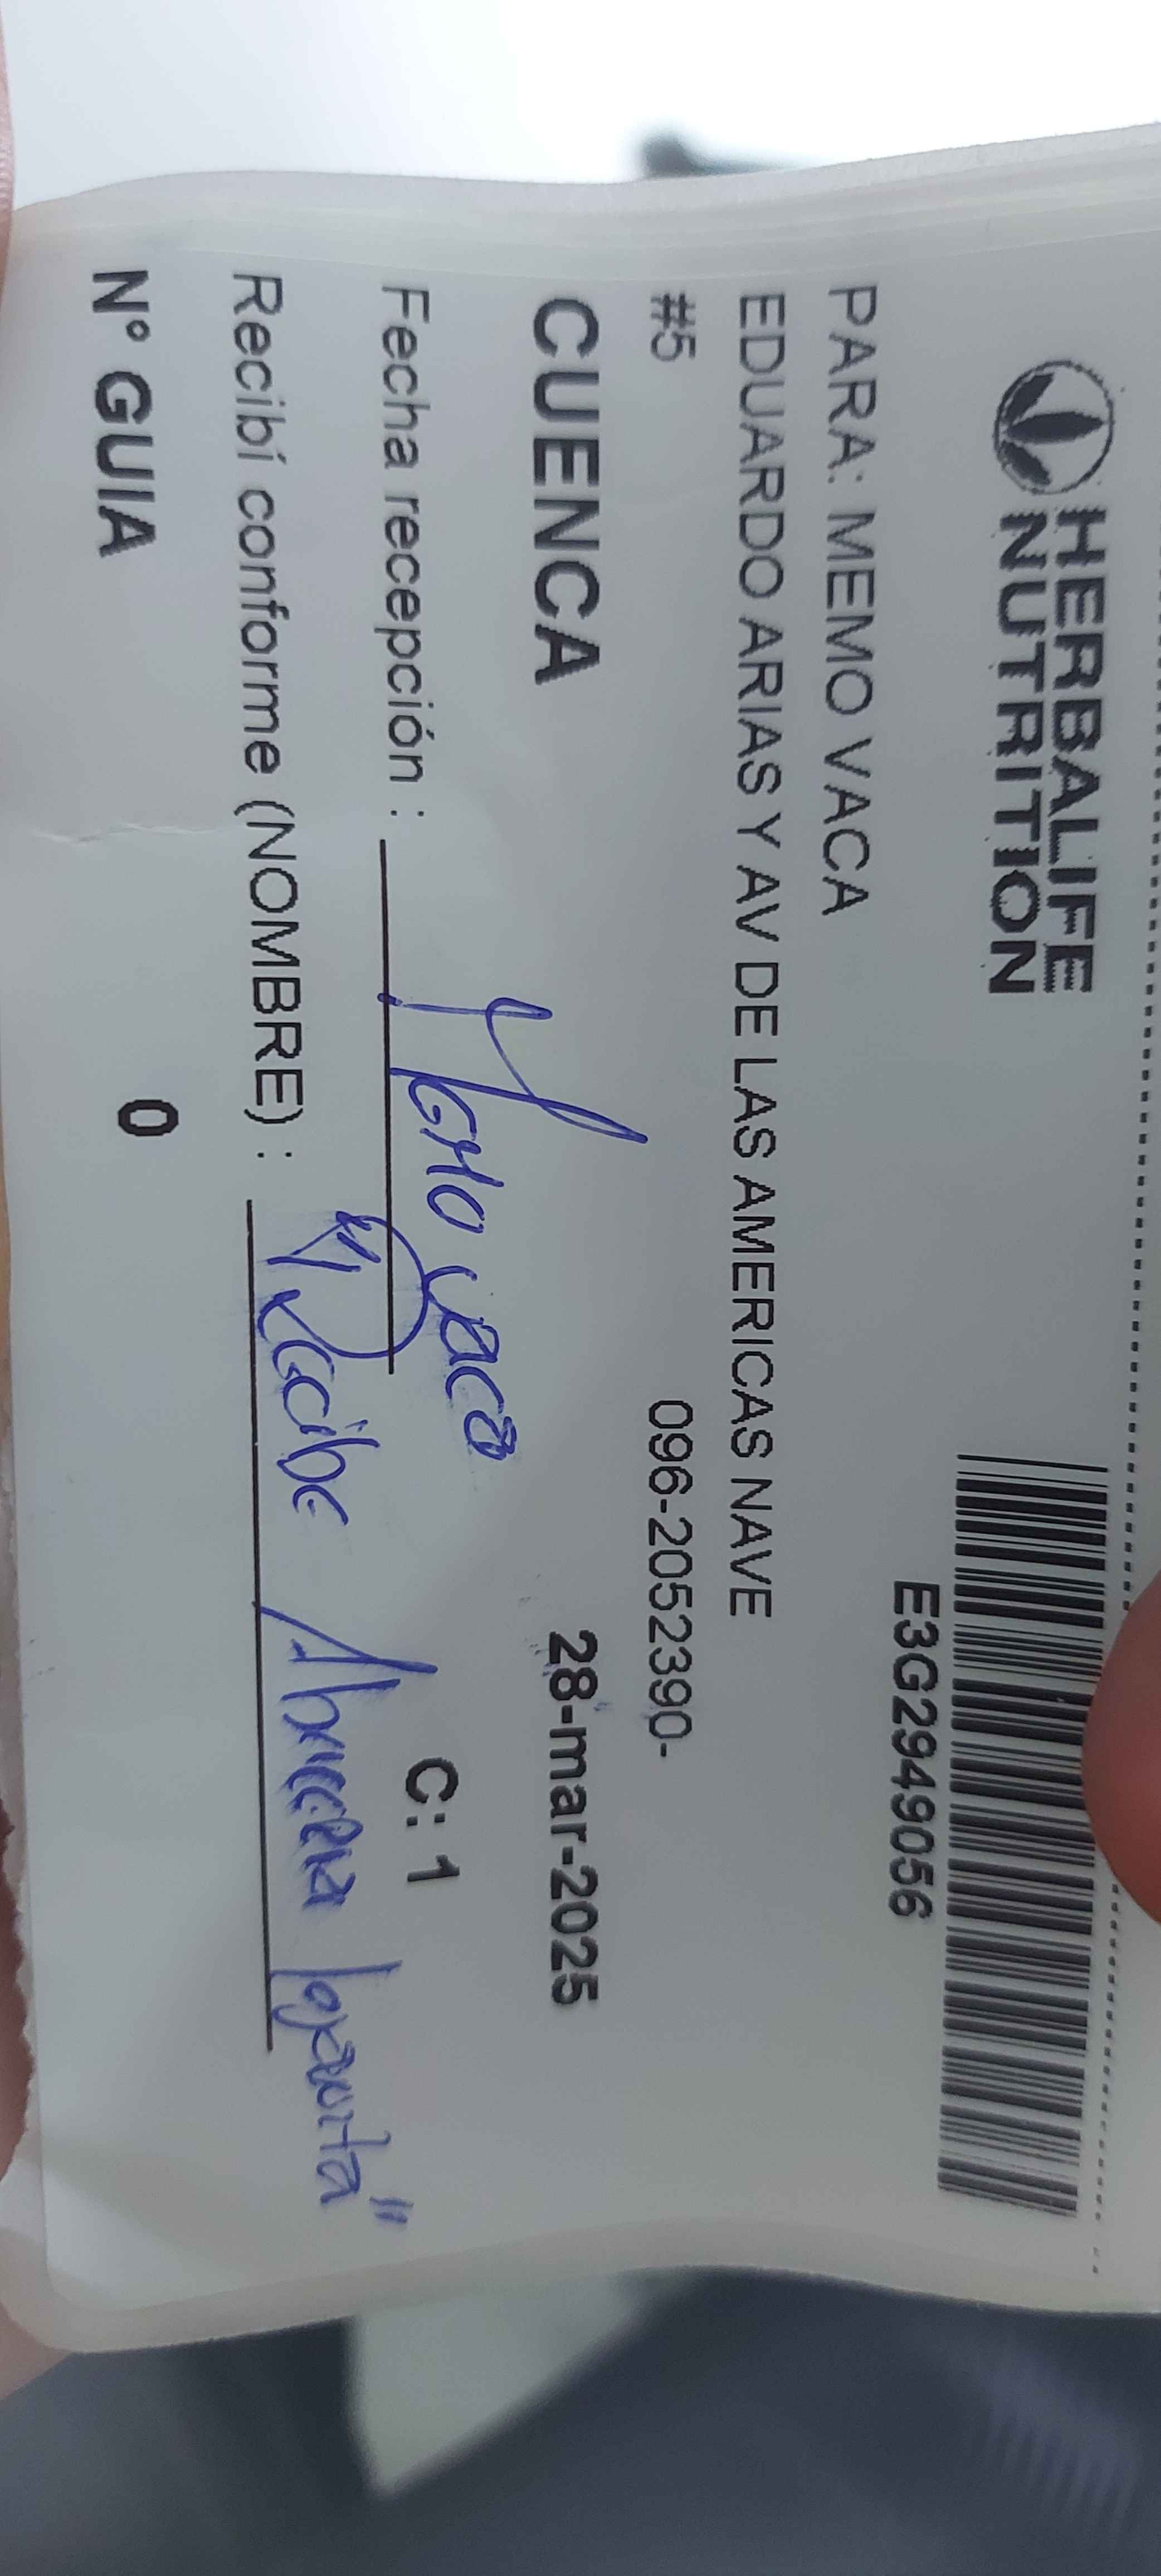 HERBALIFE
NUTRITION
E3G2949056
PARA: MEMO VACA
EDUARDO ARIAS Y AV DE LAS AMERICAS NAVE
#5
096-2052390-
CUENCA
28-mar-2025
Fecha recepción :
Memo Vaca
C: 1
Recibí conforme (NOMBRE) :
"Recibe
N° GUIA
0